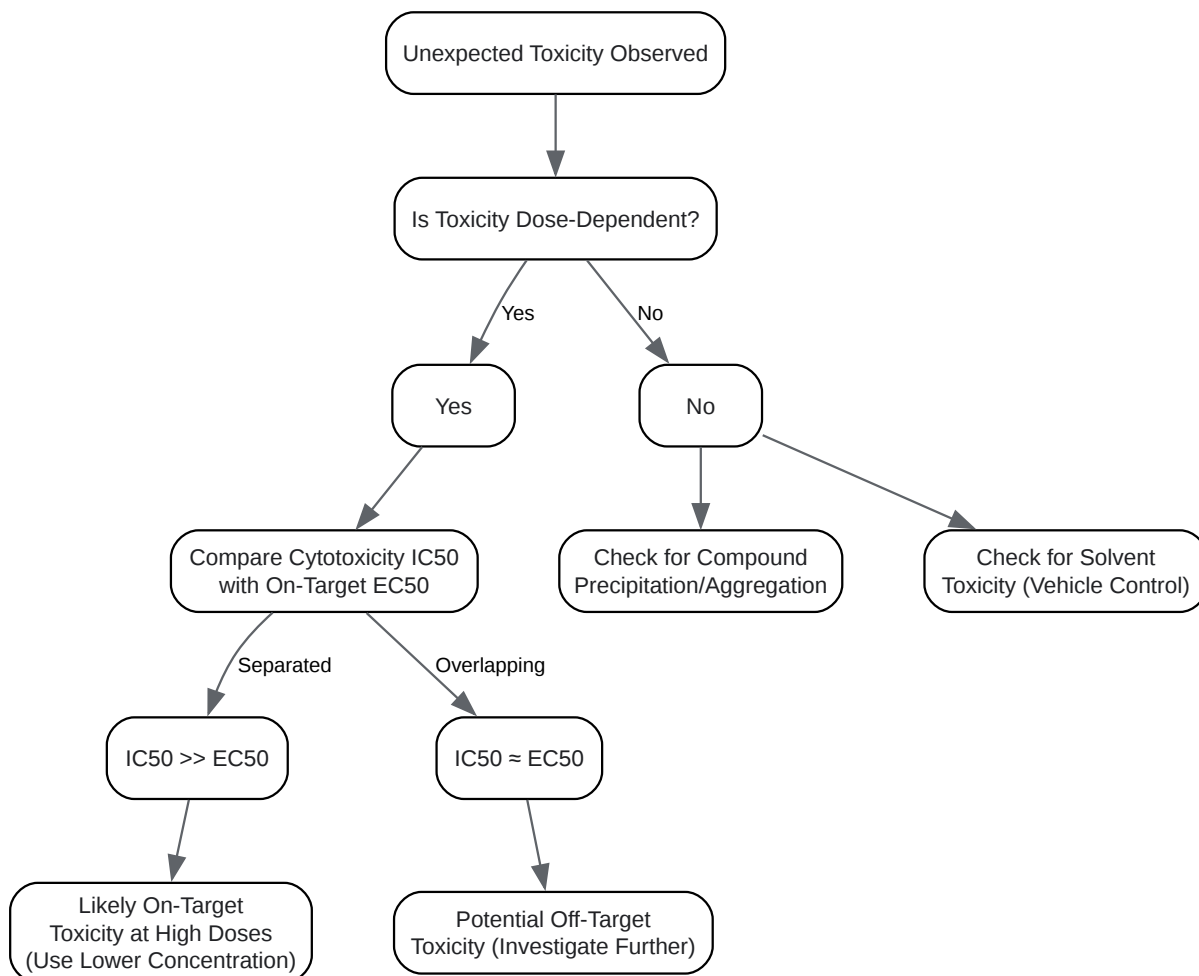 Unexpected Toxicity Observed
Is Toxicity Dose-Dependent?
Yes
No
Yes
No
Compare Cytotoxicity IC50
with On-Target EC50
Check for Compound
Precipitation/Aggregation
Check for Solvent
Toxicity (Vehicle Control)
Separated
Overlapping
IC50 >> EC50
IC50 ≈ EC50
Likely On-Target
Toxicity at High Doses
(Use Lower Concentration)
Potential Off-Target
Toxicity (Investigate Further)